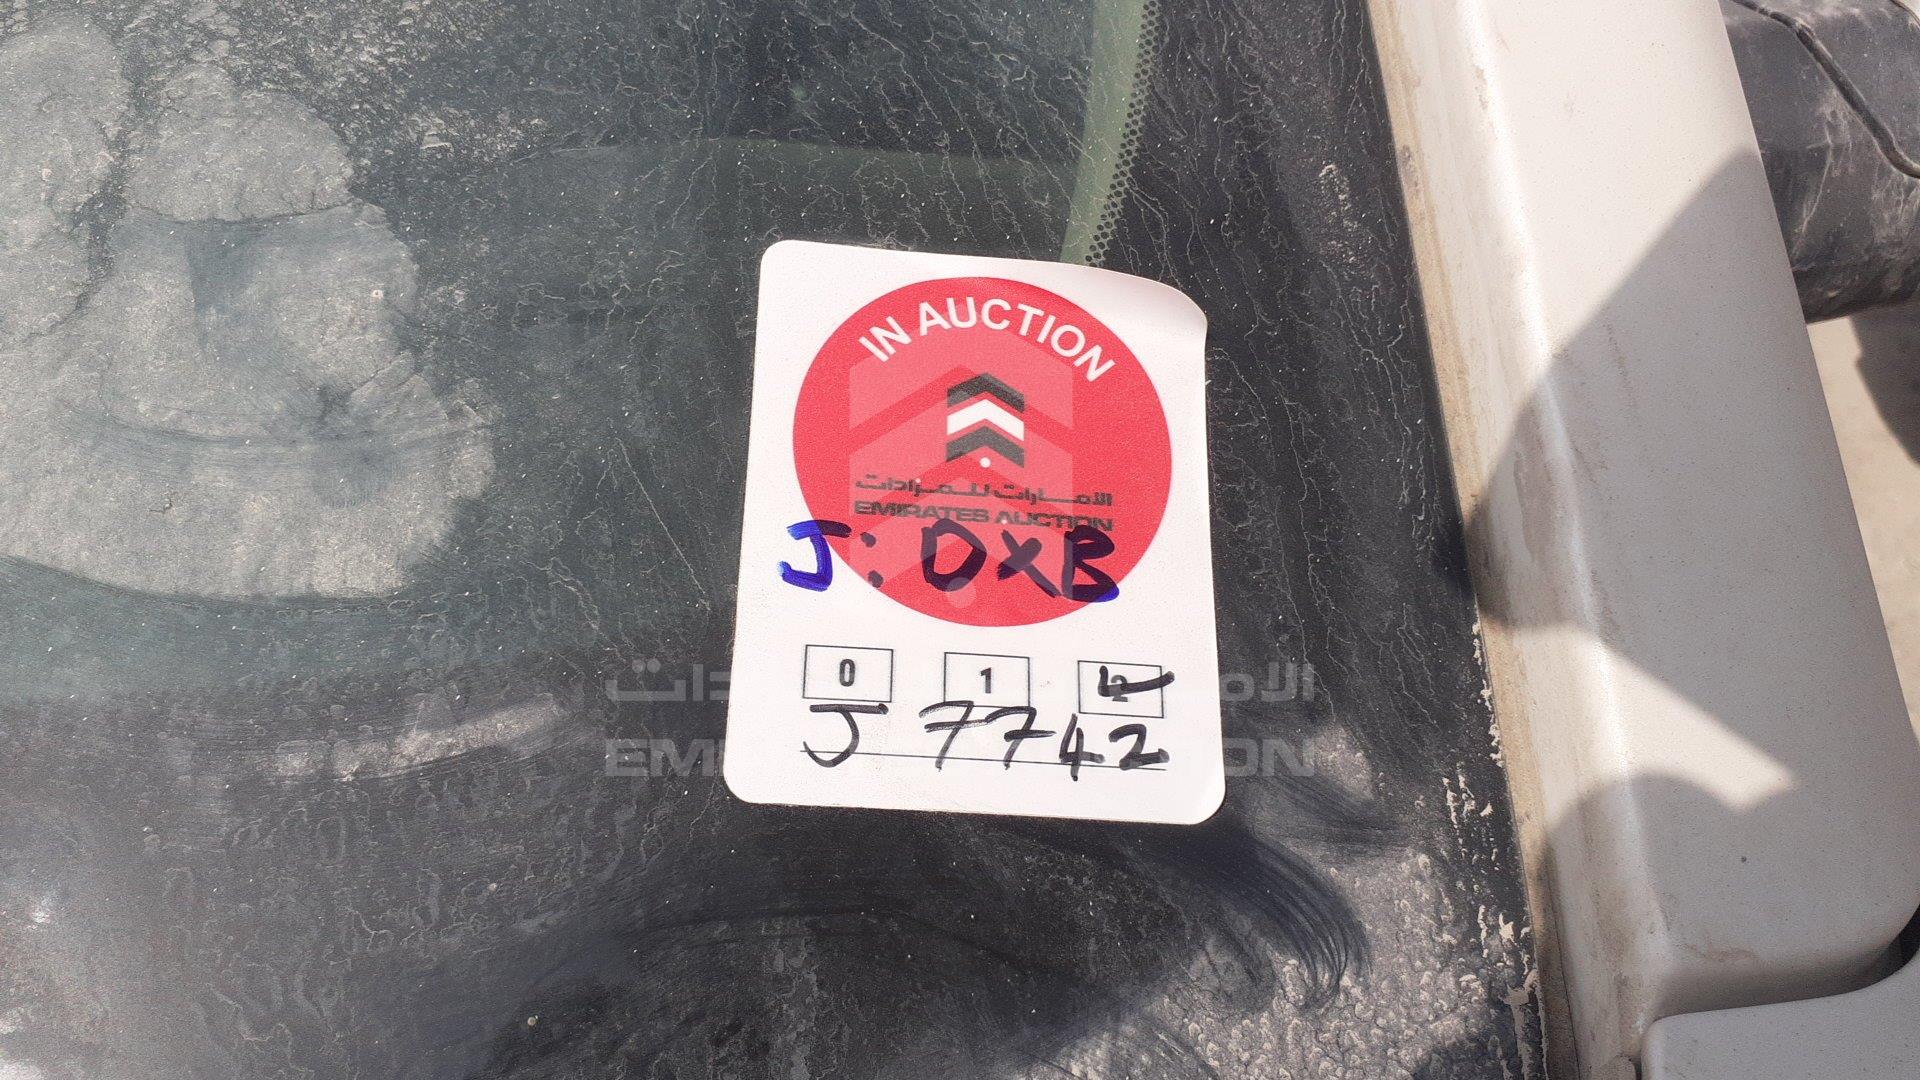 IN AUCTION
الامارات للمزادات
EMIRATES AUCTION
J: DXB
0 1 2
J 7742